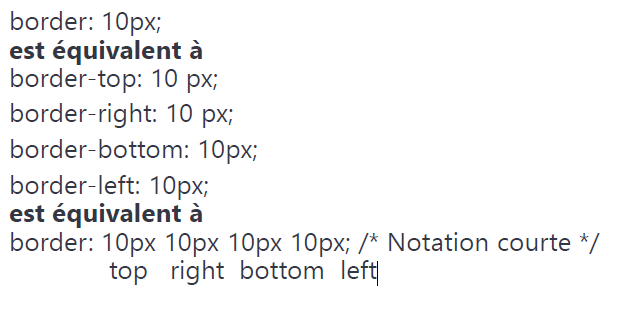 border: 10px;
est équivalent à
border-top: 10 px;
border-right: 10 px;
border-bottom: 10px;
border-left: 10px;
est équivalent à
border: 10px 10px 10px 10px; /* Notation courte */
top right bottom left